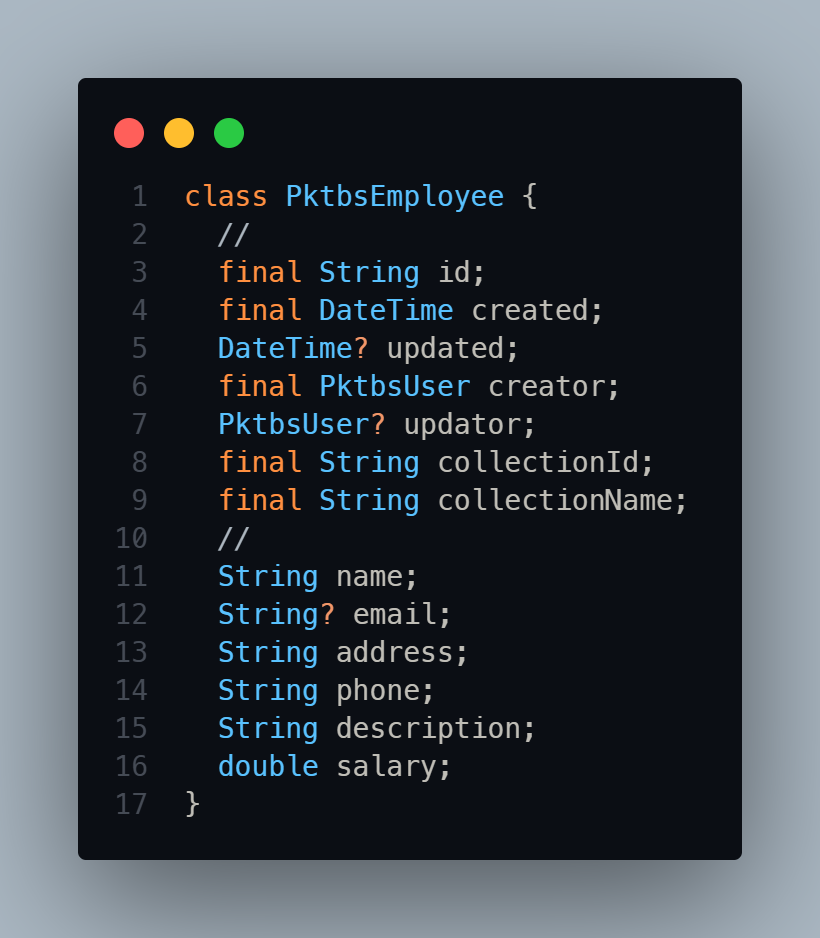 1 class PktbsEmployee {
2   //
3   final String id;
4   final DateTime created;
5   DateTime? updated;
6   final PktbsUser creator;
7   PktbsUser? updator;
8   final String collectionId;
9   final String collectionName;
10   //
11   String name;
12   String? email;
13   String address;
14   String phone;
15   String description;
16   double salary;
17 }